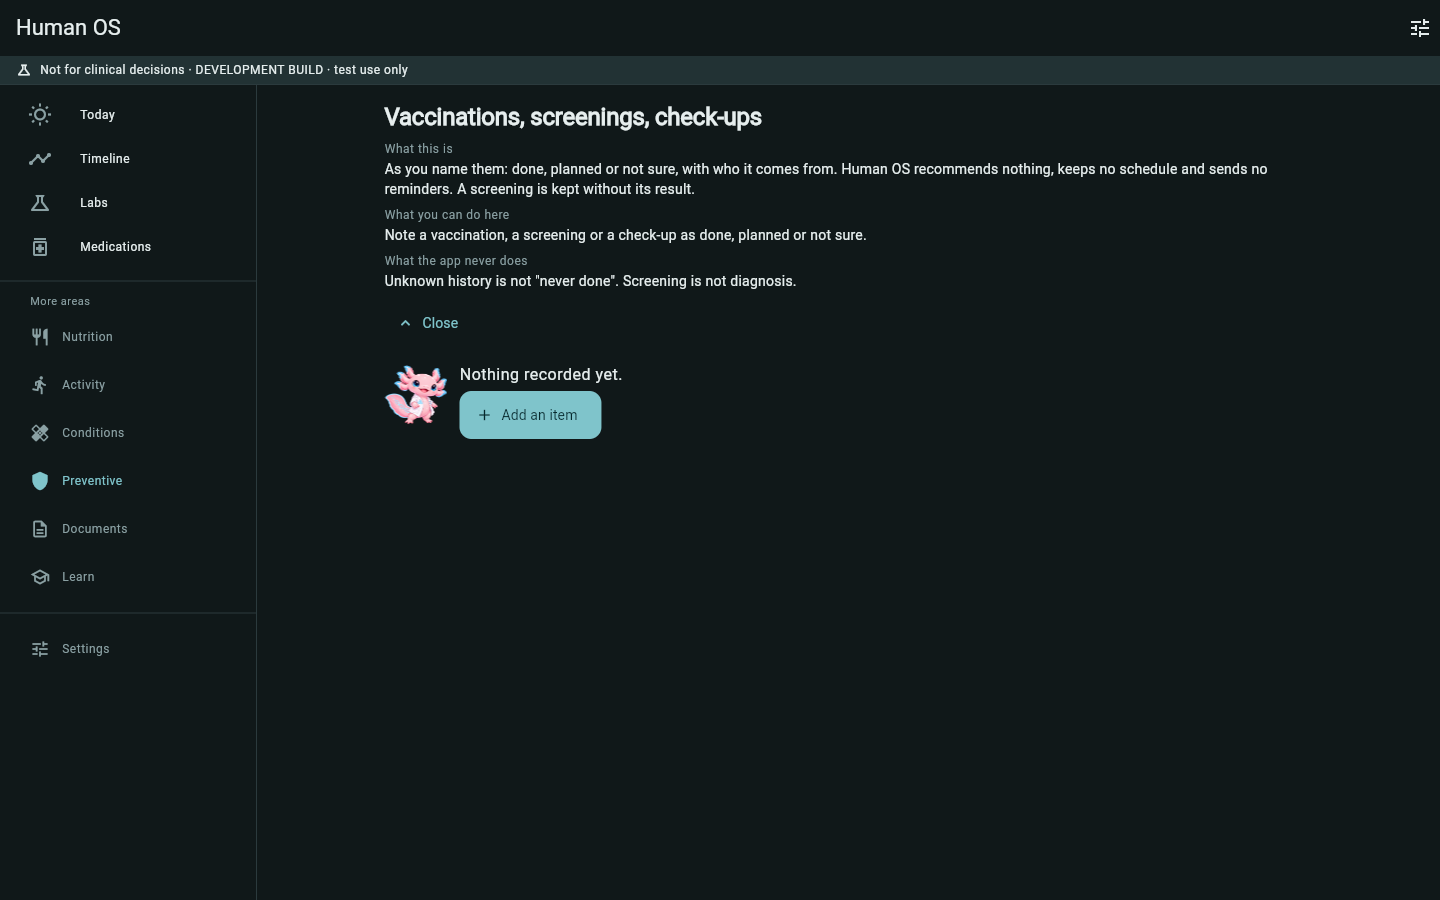 Human OS
Not for clinical decisions · DEVELOPMENT BUILD · test use only
Today
Timeline
Labs
Medications
More areas
Nutrition
Activity
Conditions
Preventive
Documents
Learn
Settings
Vaccinations, screenings, check-ups
What this is
As you name them: done, planned or not sure, with who it comes from. Human OS recommends nothing, keeps no schedule and sends no
reminders. A screening is kept without its result.
What you can do here
Note a vaccination, a screening or a check-up as done, planned or not sure.
What the app never does
Unknown history is not "never done". Screening is not diagnosis.
Close
Nothing recorded yet.
Add an item